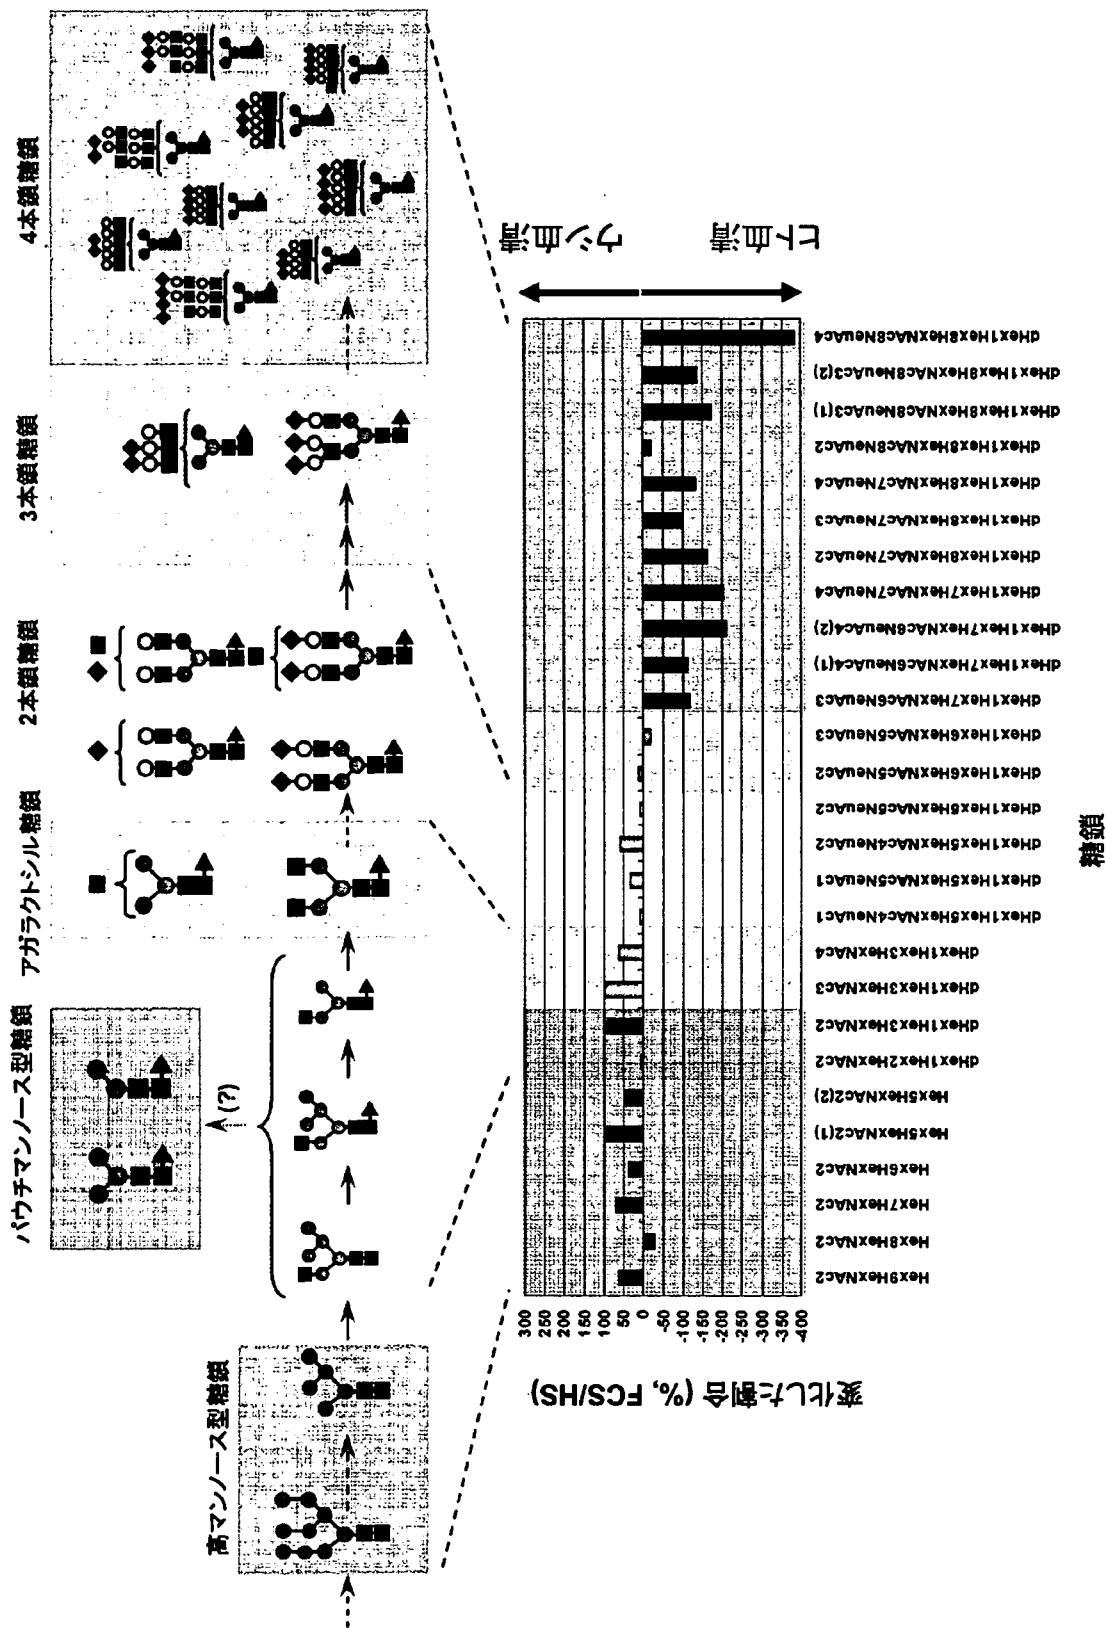 高マンノース型糖鎖
パウチマンノース型糖鎖
アガラクトシル糖鎖
2本鎖糖鎖
3本鎖糖鎖
4本鎖糖鎖
(?)
変化した割合 (%, FCS/HS)
300
250
200
150
100
50
0
-50
-100
-150
-200
-250
-300
-350
-400
ウシ血清
ヒト血清
Hex9HexNAc2
Hex8HexNAc2
Hex7HexNAc2
Hex6HexNAc2
Hex5HexNAc2(1)
Hex5HexNAc2(2)
dHex1Hex2HexNAc2
dHex1Hex3HexNAc2
dHex1Hex3HexNAc3
dHex1Hex3HexNAc4
dHex1Hex5HexNAc4NeuAc1
dHex1Hex5HexNAc5NeuAc1
dHex1Hex5HexNAc4NeuAc2
dHex1Hex5HexNAc5NeuAc2
dHex1Hex6HexNAc5NeuAc2
dHex1Hex6HexNAc5NeuAc3
dHex1Hex7HexNAc6NeuAc3
dHex1Hex7HexNAc6NeuAc4(1)
dHex1Hex7HexNAc6NeuAc4(2)
dHex1Hex7HexNAc7NeuAc4
dHex1Hex8HexNAc7NeuAc2
dHex1Hex8HexNAc7NeuAc3
dHex1Hex8HexNAc7NeuAc4
dHex1Hex8HexNAc8NeuAc2
dHex1Hex8HexNAc8NeuAc3(1)
dHex1Hex8HexNAc8NeuAc3(2)
dHex1Hex8HexNAc8NeuAc4
糖鎖